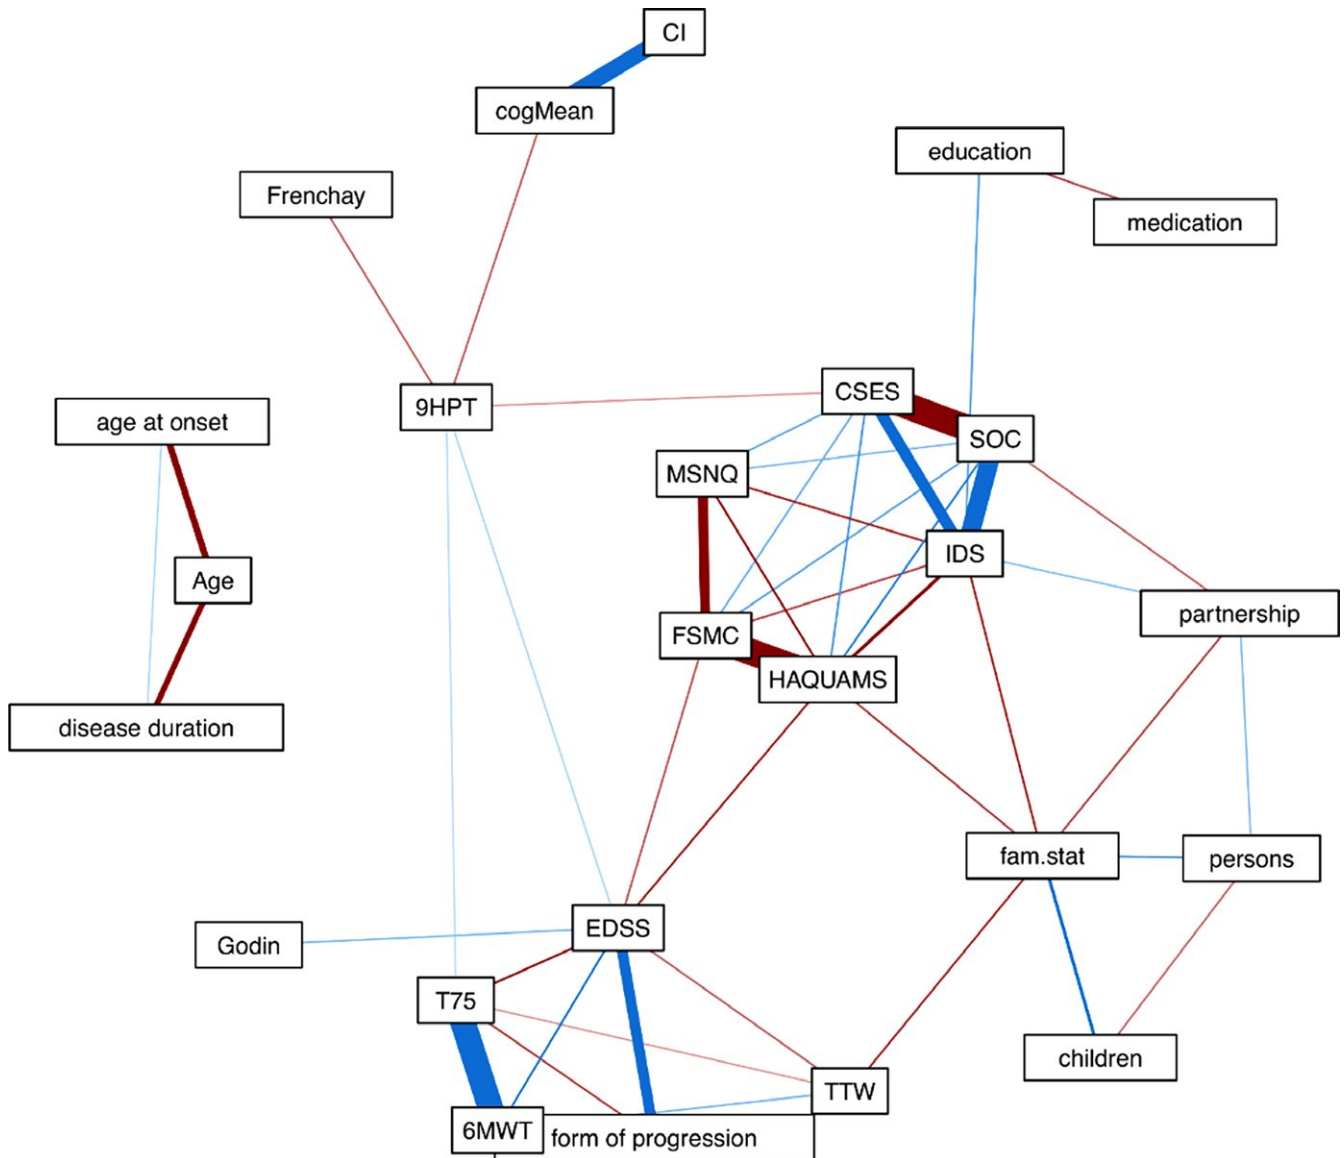 CI
cogMean
education
Frenchay
medication
CSES
9HPT
age at onset
SOC
MSNQ
IDS
Age
partnership
FSMC
HAQUAMS
disease duration
fam.stat
persons
EDSS
Godin
T75
children
TTW
6MWT
form of progression